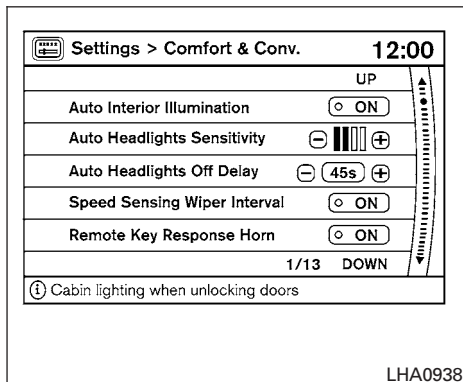 Settings > Comfort & Conv. 12:00
UP
Auto Interior Illumination ON
Auto Headlights Sensitivity
Auto Headlights Off Delay 45s
Speed Sensing Wiper Interval ON
Remote Key Response Horn ON
1/13 DOWN
i Cabin lighting when unlocking doors
LHA0938